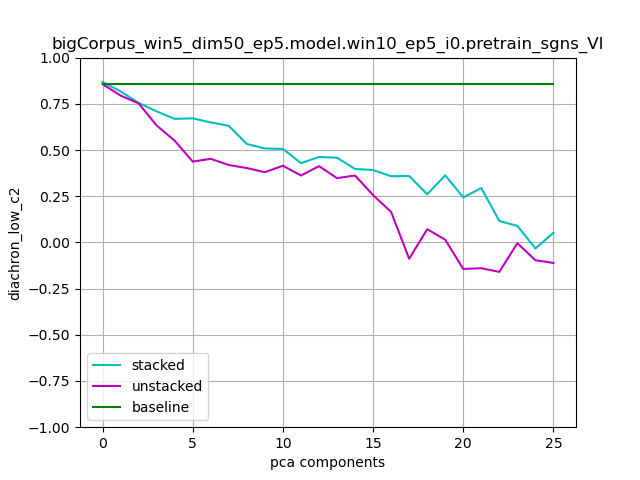 bigCorpus_win5_dim50_ep5.model.win10_ep5_i0.pretrain_sgns_VI
1.00
0.75
0.50
0.25
0.00
−0.25
−0.50
−0.75
−1.00
diachron_low_c2
stacked
unstacked
baseline
0 5 10 15 20 25
pca components